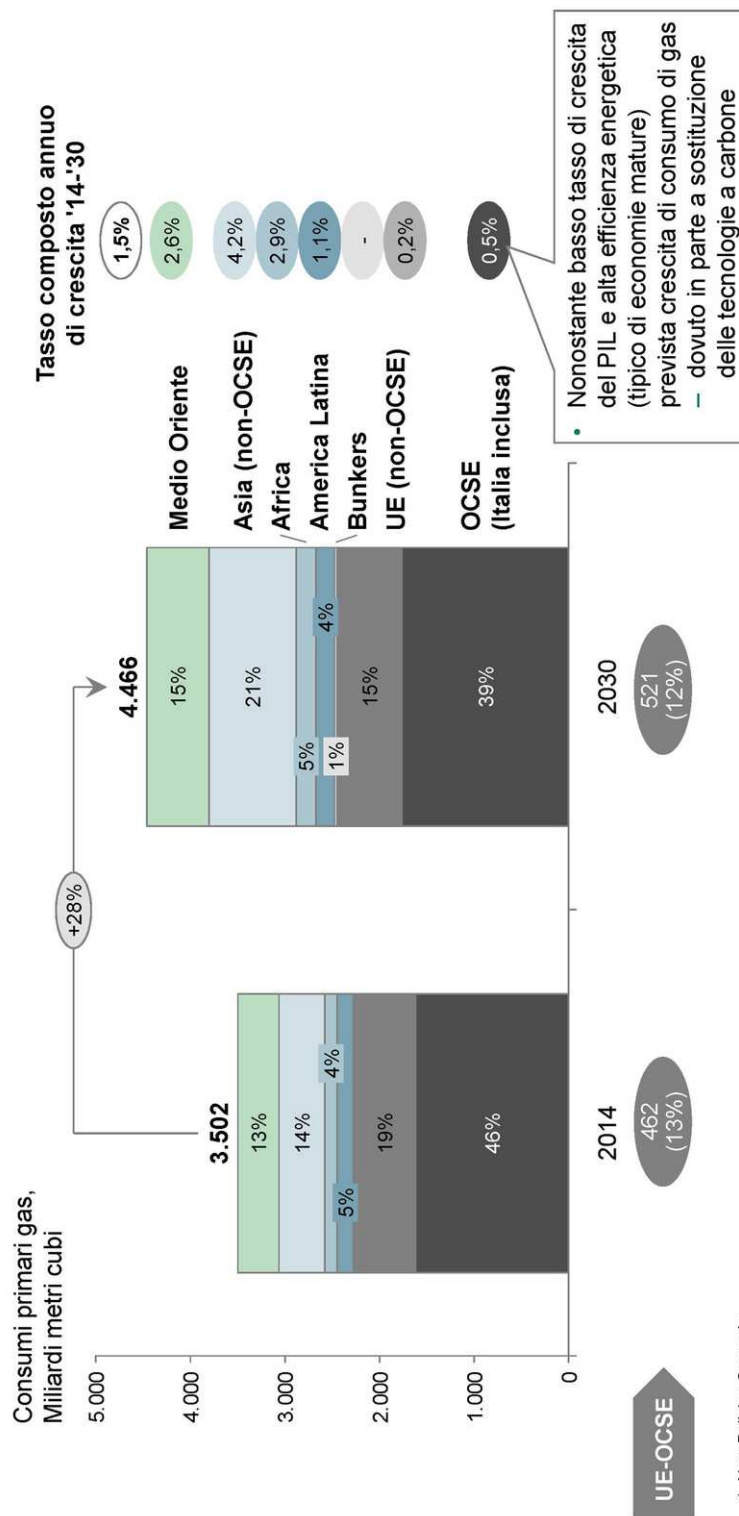 Consumi primari gas,
Miliardi metri cubi
Tasso composto annuo
di crescita '14-'30
5.000
4.000
3.000
2.000
1.000
0
3.502
13%
14%
4%
5%
19%
46%
+28%
4.466
15%
21%
5%
4%
1%
15%
39%
Medio Oriente
Asia (non-OCSE)
Africa
America Latina
Bunkers
UE (non-OCSE)
OCSE
(Italia inclusa)
1,5%
2,6%
4,2%
2,9%
1,1%
-
0,2%
0,5%
2014
2030
UE-OCSE
462
(13%)
521
(12%)
• Nonostante basso tasso di crescita
del PIL e alta efficienza energetica
(tipico di economie mature)
prevista crescita di consumo di gas
– dovuto in parte a sostituzione
delle tecnologie a carbone